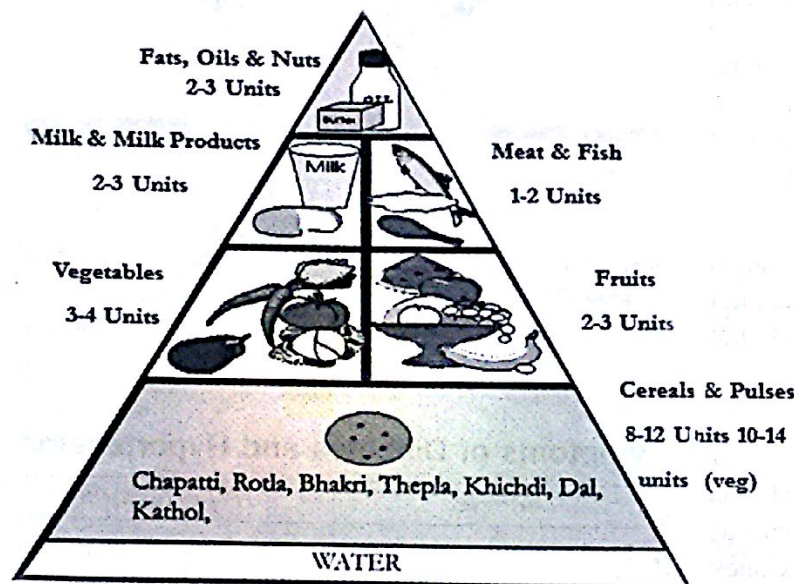 Fats, Oils & Nuts
2-3 Units
OIL
Butter
Milk & Milk Products
2-3 Units
Milk
Meat & Fish
1-2 Units
Vegetables
3-4 Units
Fruits
2-3 Units
Cereals & Pulses
8-12 Units 10-14
units (veg)
Chapatti, Rotla, Bhakri, Thepla, Khichdi, Dal,
Kathol,
WATER